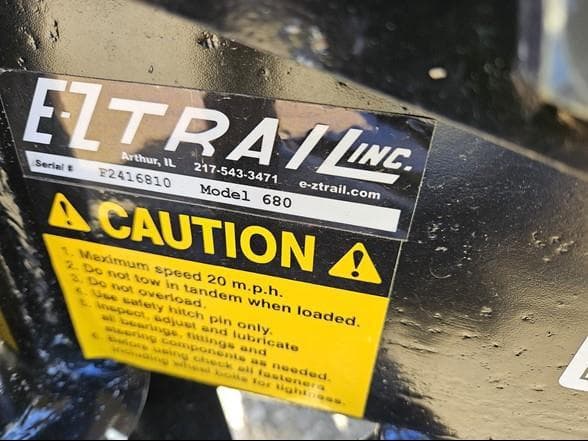 E-Z TRAIL INC.
Arthur, IL 217-543-3471 e-ztrail.com
Serial # F2416810 Model 680
CAUTION
1. Maximum speed 20 m.p.h.
2. Do not tow in tandem when loaded.
3. Do not overload.
4. Use safety hitch pin only.
5. Inspect, adjust and lubricate
all bearings, fittings and
steering components as needed.
6. Before using check all fasteners
including wheel bolts for tightness.